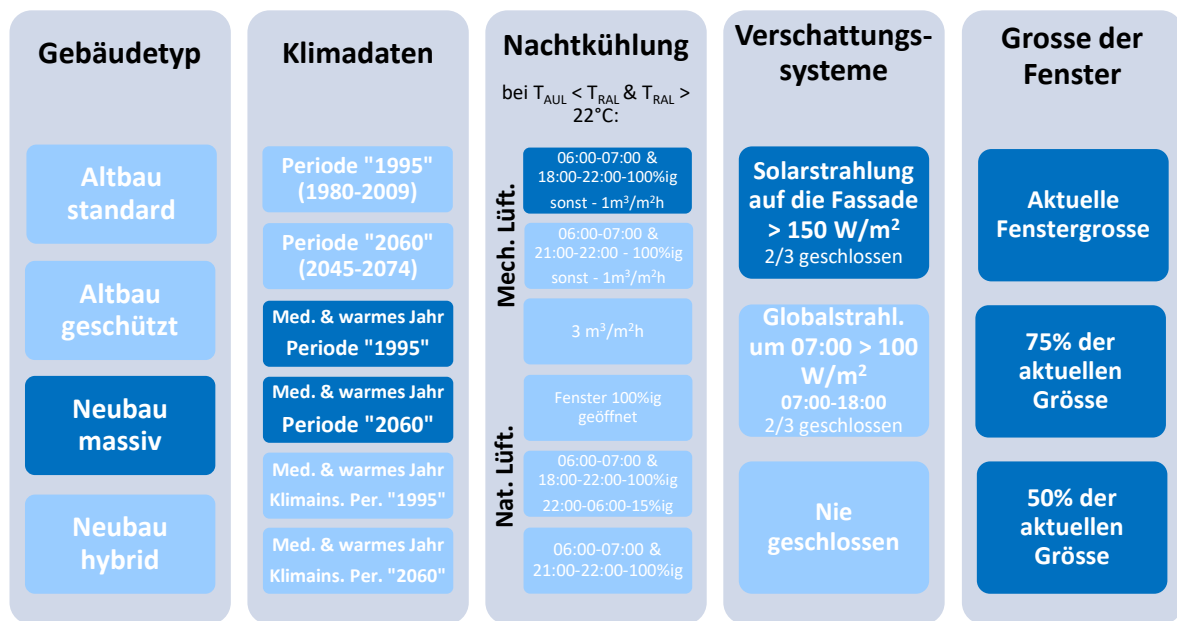 Gebäudetyp
Altbau
standard
Altbau
geschützt
Neubau
massiv
Neubau
hybrid
Klimadaten
Periode "1995"
(1980-2009)
Periode "2060"
(2045-2074)
Med. & warmes Jahr
Periode "1995"
Med. & warmes Jahr
Periode "2060"
Med. & warmes Jahr
Klimains. Per. "1995"
Med. & warmes Jahr
Klimains. Per. "2060"
Nachtkühlung
bei T_AUL < T_RAL & T_RAL >
22°C:
Mech. Lüft.
06:00-07:00 &
18:00-22:00-100%ig
sonst - 1m³/m²h
06:00-07:00 &
21:00-22:00 - 100%ig
sonst - 1m³/m²h
3 m³/m²h
Nat. Lüft.
Fenster 100%ig
geöffnet
06:00-07:00 &
18:00-22:00-100%ig
22:00-06:00-15%ig
06:00-07:00 &
21:00-22:00-100%ig
Verschattungs-
systeme
Solarstrahlung
auf die Fassade
> 150 W/m²
2/3 geschlossen
Globalstrahl.
um 07:00 > 100
W/m²
07:00-18:00
2/3 geschlossen
Nie
geschlossen
Grosse der
Fenster
Aktuelle
Fenstergrosse
75% der
aktuellen
Grösse
50% der
aktuellen
Grösse